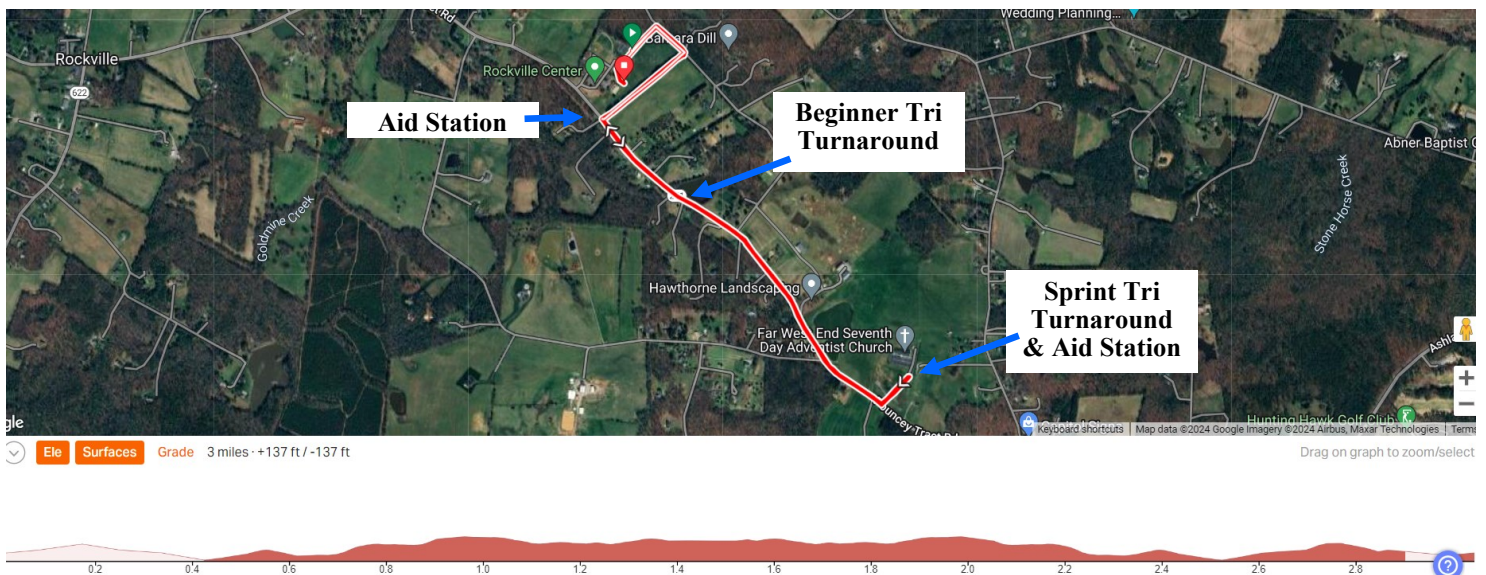 Wedding Planning...
Rockville
Barbara Dill
Rockville Center
622
Aid Station
Beginner Tri
Turnaround
Abner Baptist C
Goldmine Creek
Stone Horse Creek
Hawthorne Landscaping
Sprint Tri
Turnaround
& Aid Station
Far West End Seventh
Day Adventist Church
Ashla
Hunting Hawk Golf Club
gle
Keyboard shortcuts
Map data ©2024 Google Imagery ©2024 Airbus, Maxar Technologies
Terms
Ele
Surfaces
Grade
3 miles · +137 ft / -137 ft
Drag on graph to zoom/select
0.2 0.4 0.6 0.8 1.0 1.2 1.4 1.6 1.8 2.0 2.2 2.4 2.6 2.8